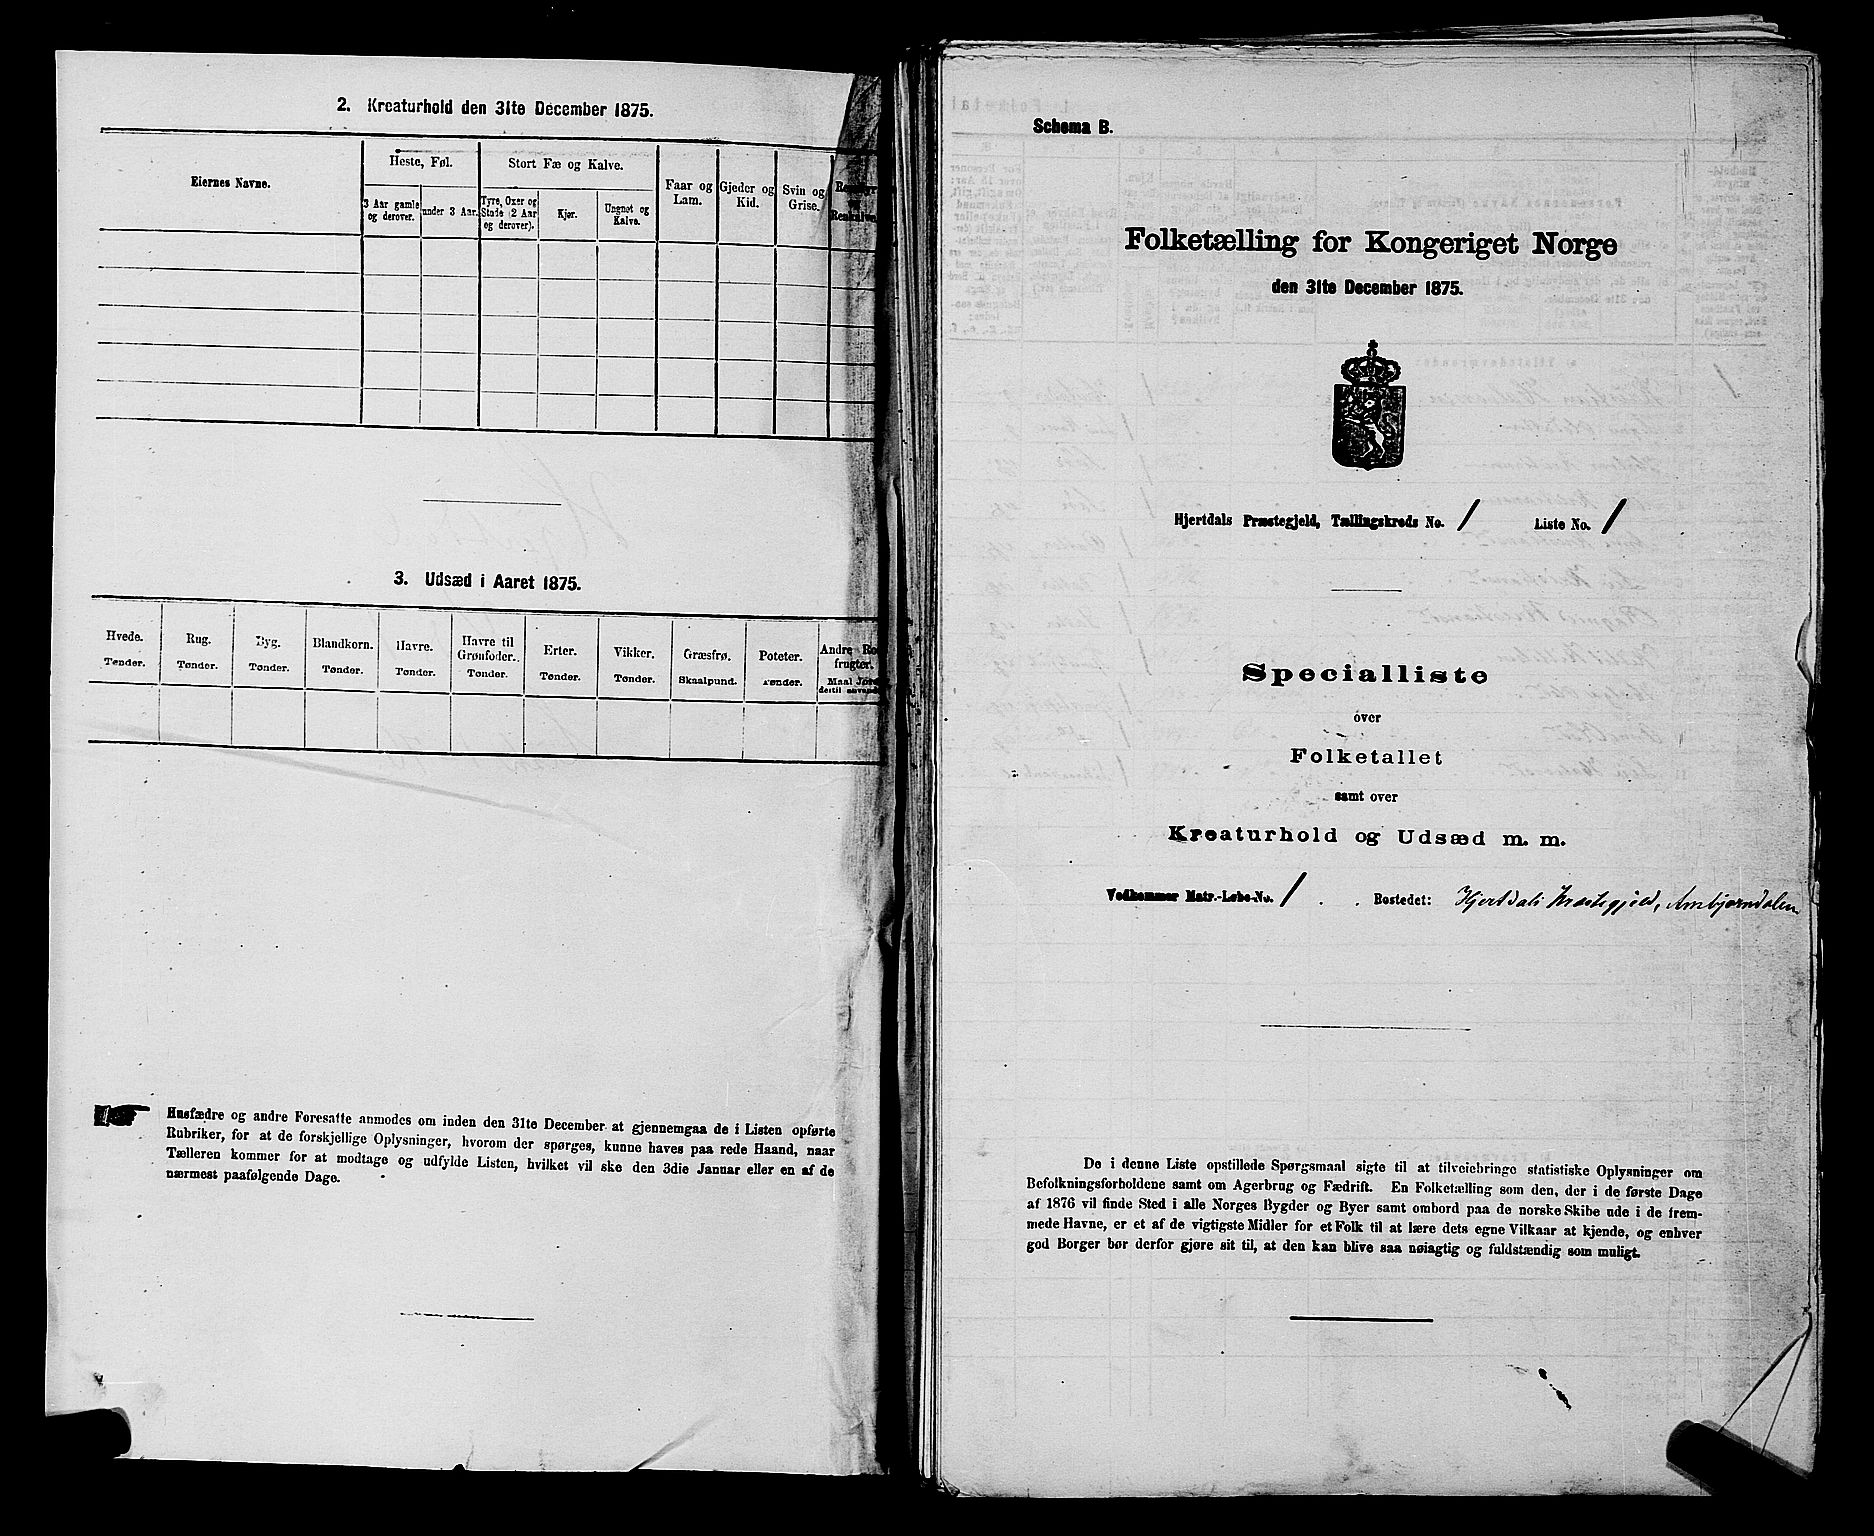 2. Kreaturhold den 31te December 1875.
Eiernes Navne.
Heste, Føl.
Stort Fæ og Kalve.
Faar og Lam.
Gjeder og Kid.
Svin og Grise.
Rensdyr og Renkalve.
3 Aar gamle og derover.
under 3 Aar.
Tyre, Oxer og Stude (2 Aar og derover).
Kjør.
Ungnøt og Kalve.
3. Udsæd i Aaret 1875.
Hvede. Rug. Byg. Blandkorn. Havre. Havre til Grønfoder. Erter. Vikker. Græsfrø. Poteter. Andre Rodfrugter.
Tønder. Tønder. Tønder. Tønder. Tønder. Tønder. Tønder. Tønder. Skaalpund. Tønder. Maal Jord dertil anvendt
Husfædre og andre Foresatte anmodes om inden den 31te December at gjennemgaa de i Listen opførte
Rubriker, for at de forskjellige Oplysninger, hvorom der spørges, kunne haves paa rede Haand, naar
Tælleren kommer for at modtage og udfylde Listen, hvilket vil ske den 3die Januar eller en af de
nærmest paafølgende Dage.
Schema B.
Folketælling for Kongeriget Norge
den 31te December 1875.
Hjertdals Præstegjeld, Tællingskreds No. 1 Liste No. 1
Specialliste
over
Folketallet
samt over
Kreaturhold og Udsæd m. m.
Vedkommer Matr.-Løbe-No. 1 Bostedet: Hjertdals Præstegjeld, Ambjørndalen
De i denne Liste opstillede Spørgsmaal sigte til at tilveiebringe statistiske Oplysninger om
Befolkningsforholdene samt om Agerbrug og Fædrift. En Folketælling som den, der i de første Dage
af 1876 vil finde Sted i alle Norges Bygder og Byer samt ombord paa de norske Skibe ude i de frem-
mede Havne, er et af de vigtigste Midler for et Folk til at lære dets egne Vilkaar at kjende, og enhver
god Borger bør derfor gjøre sit til, at den kan blive saa nøiagtig og fuldstændig som muligt.